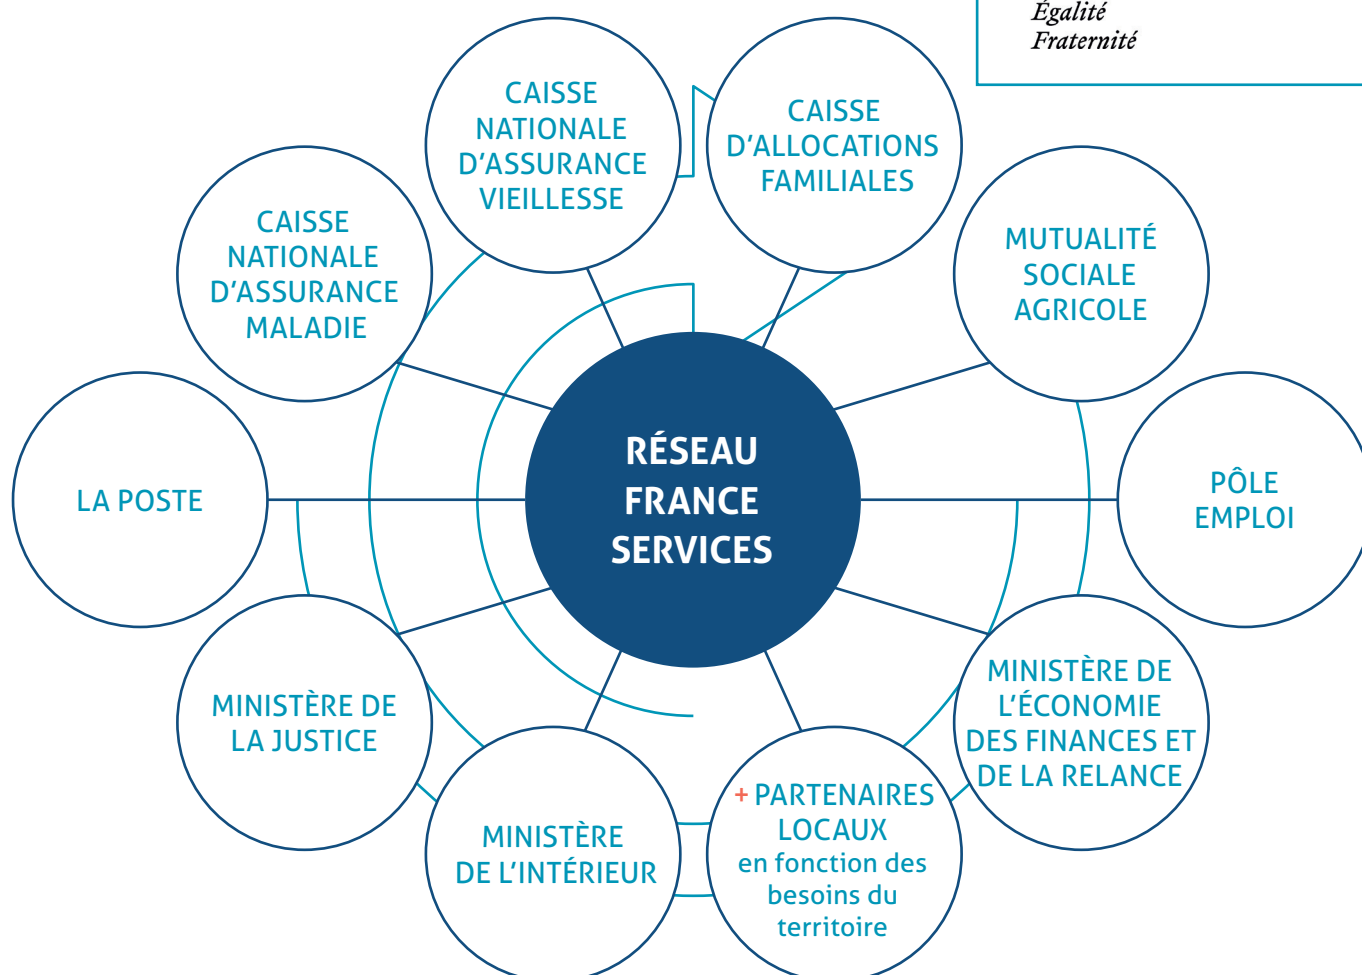 Égalité
Fraternité
CAISSE
NATIONALE
D'ASSURANCE
VIEILLESSE
CAISSE
D'ALLOCATIONS
FAMILIALES
CAISSE
NATIONALE
D'ASSURANCE
MALADIE
MUTUALITÉ
SOCIALE
AGRICOLE
LA POSTE
RÉSEAU
FRANCE
SERVICES
PÔLE
EMPLOI
MINISTÈRE DE
LA JUSTICE
MINISTÈRE DE
L'ÉCONOMIE
DES FINANCES ET
DE LA RELANCE
MINISTÈRE
DE L'INTÉRIEUR
+ PARTENAIRES
LOCAUX
en fonction des
besoins du
territoire